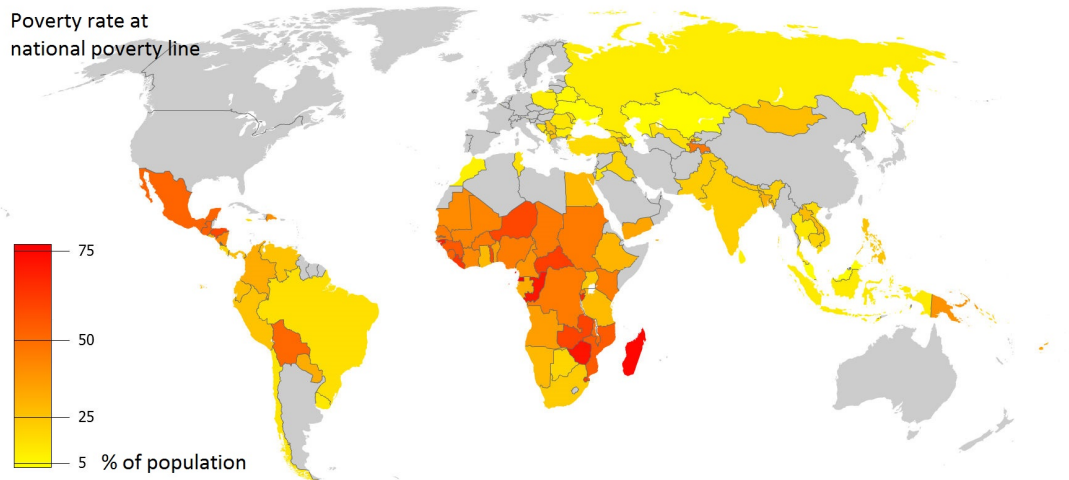 Poverty rate at
national poverty line
75
50
25
5 % of population